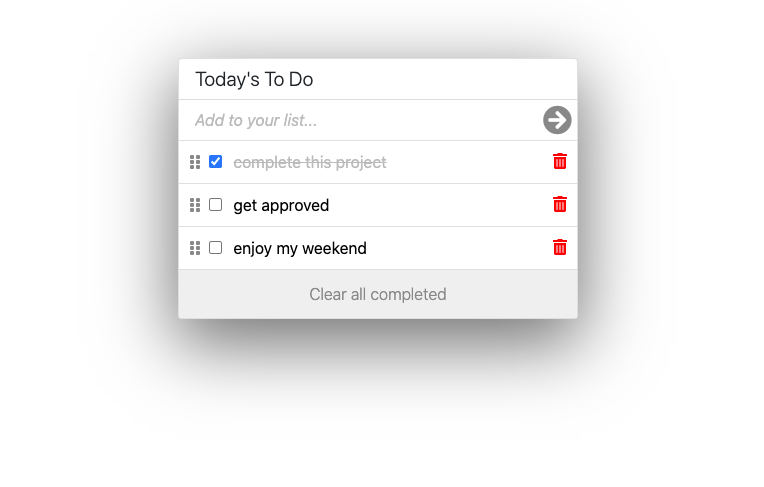 Today's To Do
Add to your list...
complete this project
get approved
enjoy my weekend
Clear all completed